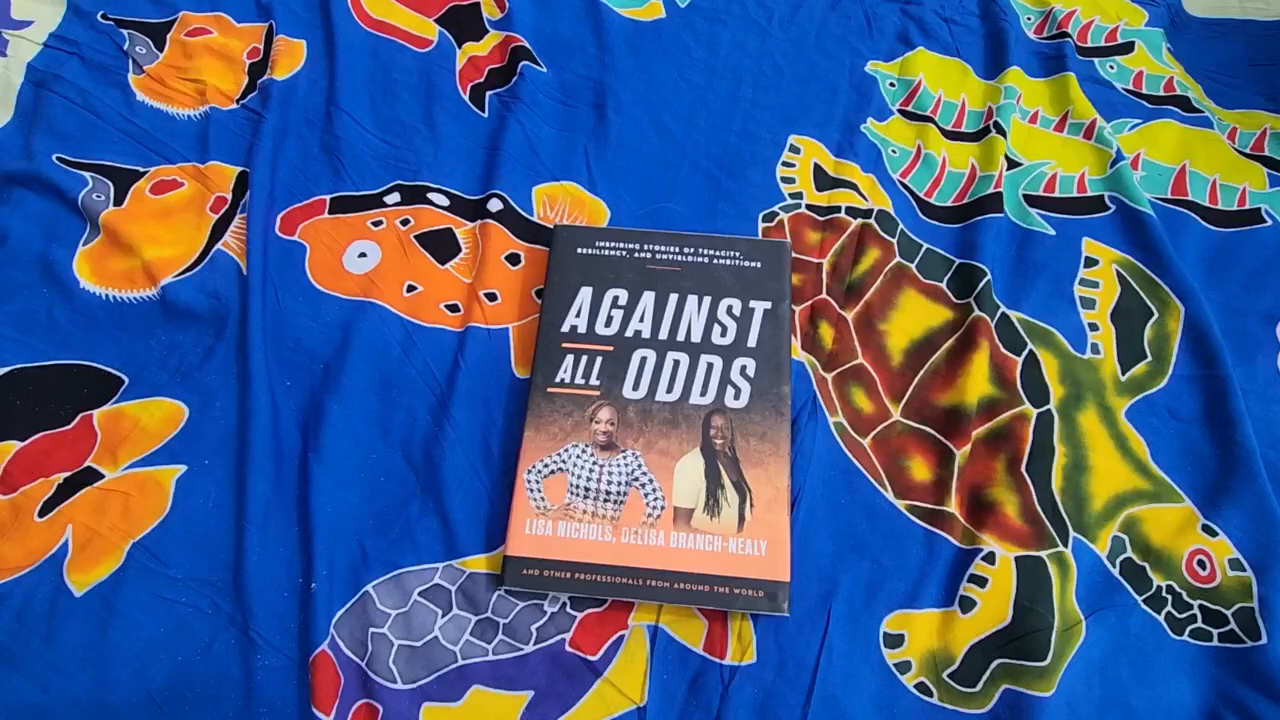 INSPIRING STORIES OF TENACITY,
RESILIENCY, AND UNYIELDING AMBITIONS
AGAINST
ALL ODDS
LISA NICHOLS, DELISA BRANCH-NEALY
AND OTHER PROFESSIONALS FROM AROUND THE WORLD